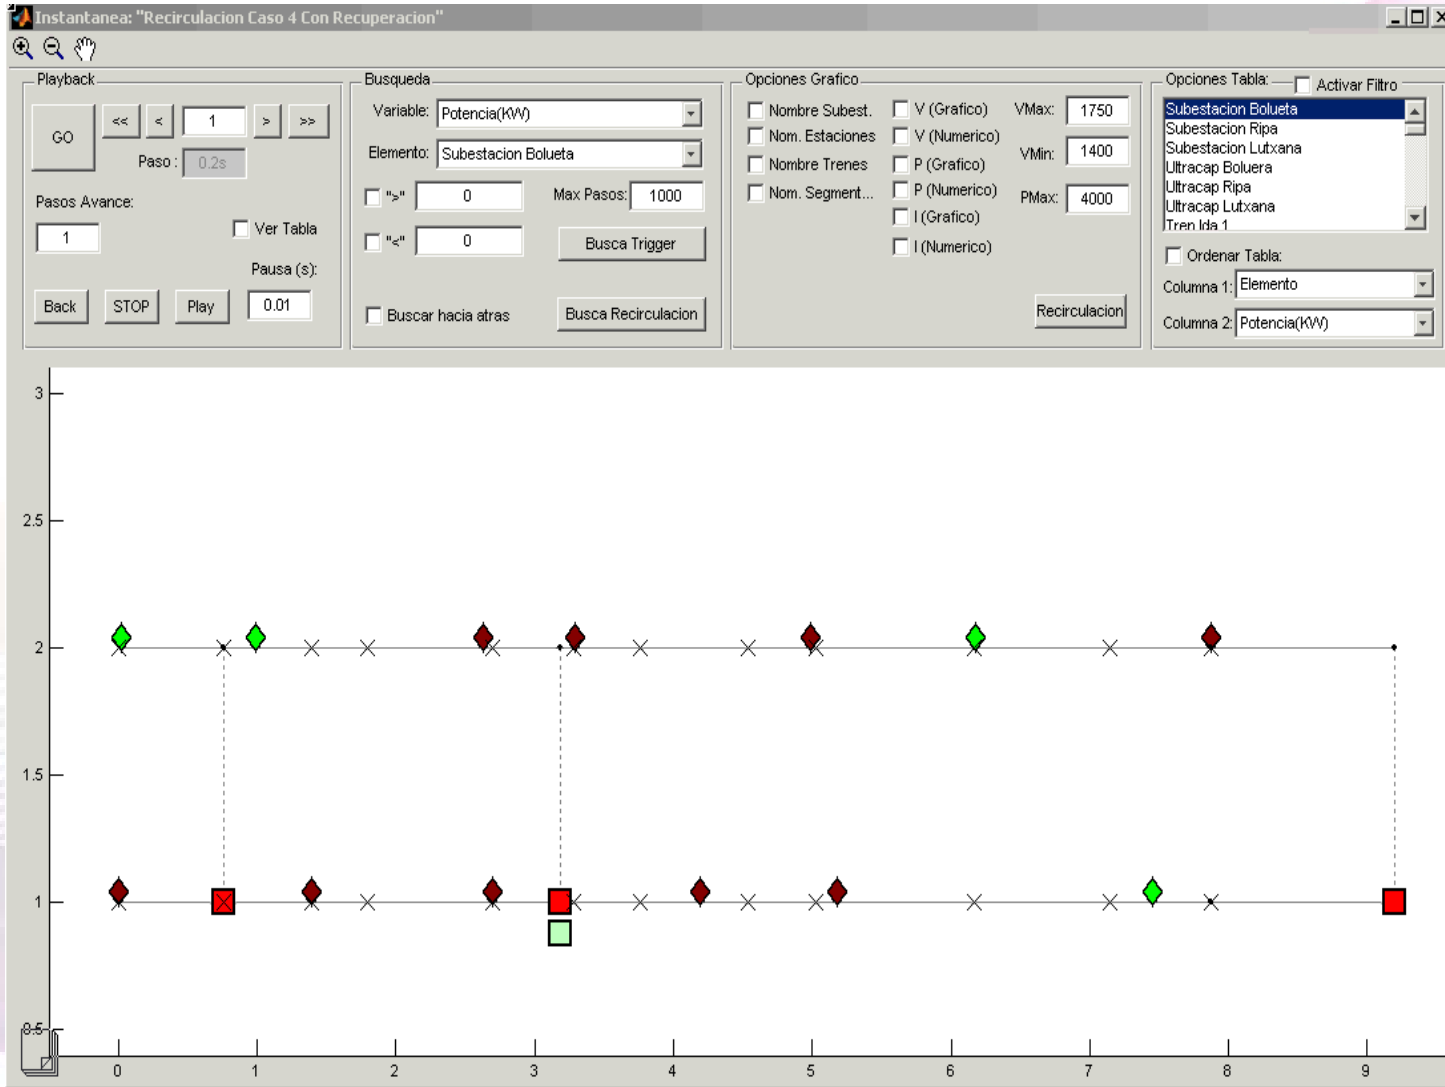 Instantanea: "Recirculacion Caso 4 Con Recuperacion"
Playback
GO
<<
<
1
>
>>
Paso :
0.2s
Pasos Avance:
1
Ver Tabla
Pausa (s):
Back
STOP
Play
0.01
Busqueda
Variable:
Potencia(KW)
Elemento:
Subestacion Bolueta
">"
0
Max Pasos:
1000
"<"
0
Busca Trigger
Buscar hacia atras
Busca Recirculacion
Opciones Grafico
Nombre Subest.
Nom. Estaciones
Nombre Trenes
Nom. Segment...
V (Grafico)
V (Numerico)
P (Grafico)
P (Numerico)
I (Grafico)
I (Numerico)
VMax:
1750
VMin:
1400
PMax:
4000
Recirculacion
Opciones Tabla:
Activar Filtro
Subestacion Bolueta
Subestacion Ripa
Subestacion Lutxana
Ultracap Boluera
Ultracap Ripa
Ultracap Lutxana
Tren Ida 1
Ordenar Tabla:
Columna 1:
Elemento
Columna 2:
Potencia(KW)
3
2.5
2
1.5
1
0.5
0
1
2
3
4
5
6
7
8
9